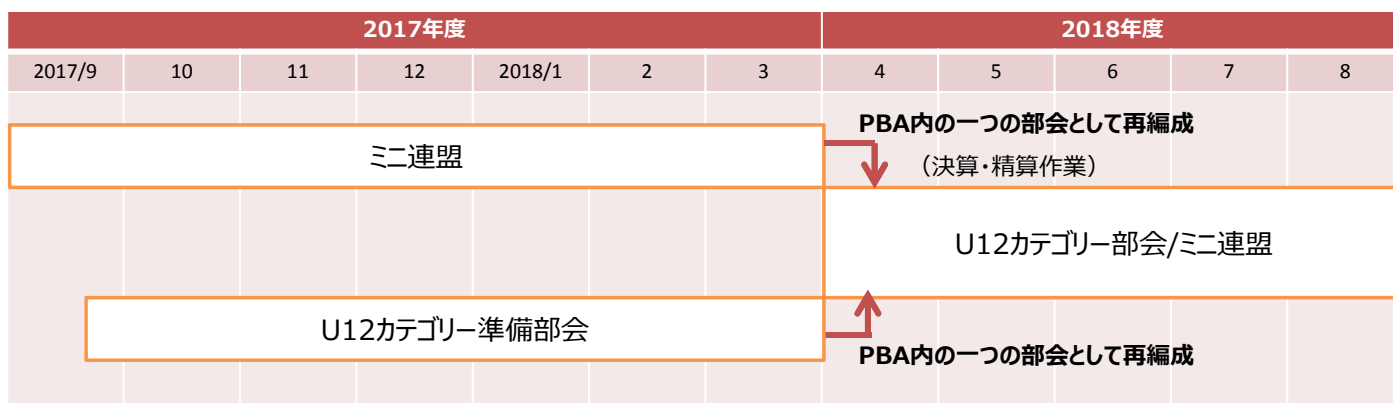 2017年度 2018年度
2017/9 10 11 12 2018/1 2 3 4 5 6 7 8
PBA内の一つの部会として再編成
ミニ連盟
（決算・精算作業）
U12カテゴリー部会/ミニ連盟
U12カテゴリー準備部会
PBA内の一つの部会として再編成